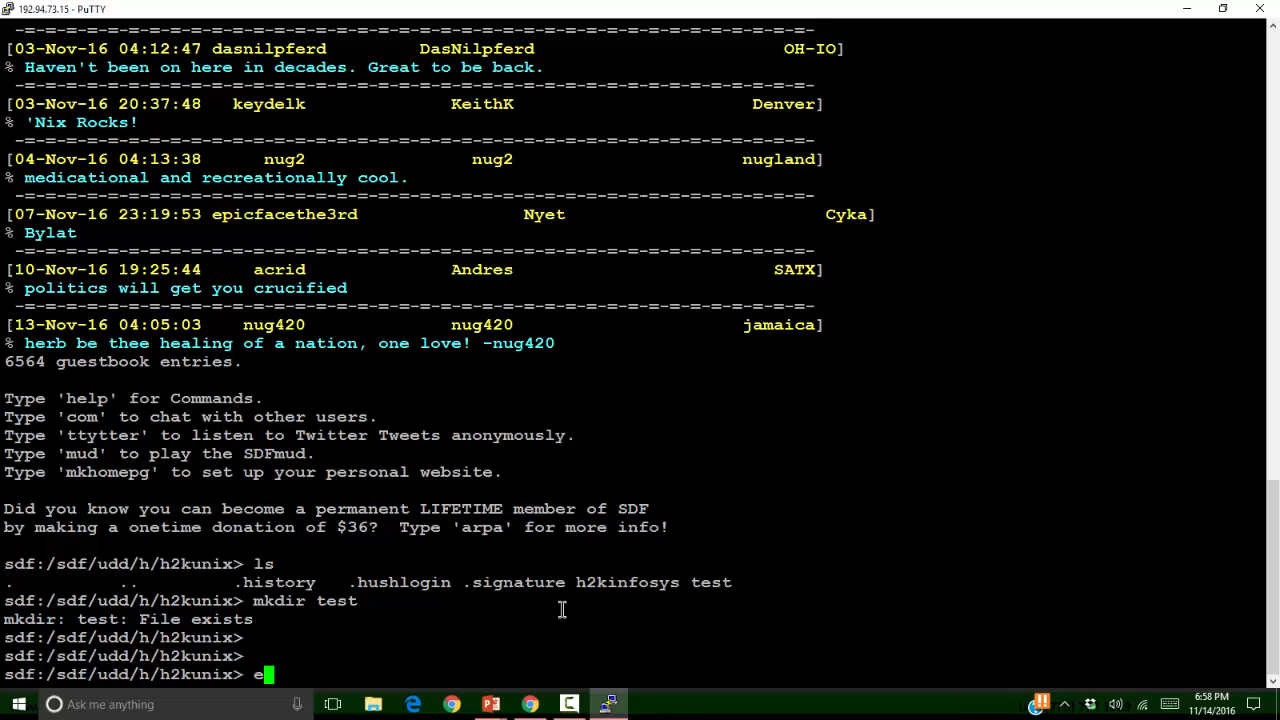 192.94.73.15 - PuTTY
-=-=-=-=-=-=-=-=-=-=-=-=-=-=-=-=-=-=-=-=-=-=-=-=-=-=-=-=-=-=-=-=-=-=-=-=-=-=-
[03-Nov-16 04:12:47 dasnilpferd DasNilpferd OH-IO]
% Haven't been on here in decades. Great to be back.
-=-=-=-=-=-=-=-=-=-=-=-=-=-=-=-=-=-=-=-=-=-=-=-=-=-=-=-=-=-=-=-=-=-=-=-=-=-=-
[03-Nov-16 20:37:48 keydelk KeithK Denver]
% 'Nix Rocks!
-=-=-=-=-=-=-=-=-=-=-=-=-=-=-=-=-=-=-=-=-=-=-=-=-=-=-=-=-=-=-=-=-=-=-=-=-=-=-
[04-Nov-16 04:13:38 nug2 nug2 nugland]
% medicational and recreationally cool.
-=-=-=-=-=-=-=-=-=-=-=-=-=-=-=-=-=-=-=-=-=-=-=-=-=-=-=-=-=-=-=-=-=-=-=-=-=-=-
[07-Nov-16 23:19:53 epicfacethe3rd Nyet Cyka]
% Bylat
-=-=-=-=-=-=-=-=-=-=-=-=-=-=-=-=-=-=-=-=-=-=-=-=-=-=-=-=-=-=-=-=-=-=-=-=-=-=-
[10-Nov-16 19:25:44 acrid Andres SATX]
% politics will get you crucified
-=-=-=-=-=-=-=-=-=-=-=-=-=-=-=-=-=-=-=-=-=-=-=-=-=-=-=-=-=-=-=-=-=-=-=-=-=-=-
[13-Nov-16 04:05:03 nug420 nug420 jamaica]
% herb be thee healing of a nation, one love! -nug420
6564 guestbook entries.
Type 'help' for Commands.
Type 'com' to chat with other users.
Type 'ttytter' to listen to Twitter Tweets anonymously.
Type 'mud' to play the SDFmud.
Type 'mkhomepg' to set up your personal website.
Did you know you can become a permanent LIFETIME member of SDF
by making a onetime donation of $36? Type 'arpa' for more info!
sdf:/sdf/udd/h/h2kunix> ls
. .. .history .hushlogin .signature h2kinfosys test
sdf:/sdf/udd/h/h2kunix> mkdir test
mkdir: test: File exists
sdf:/sdf/udd/h/h2kunix>
sdf:/sdf/udd/h/h2kunix>
sdf:/sdf/udd/h/h2kunix> e
Ask me anything
6:58 PM
11/14/2016